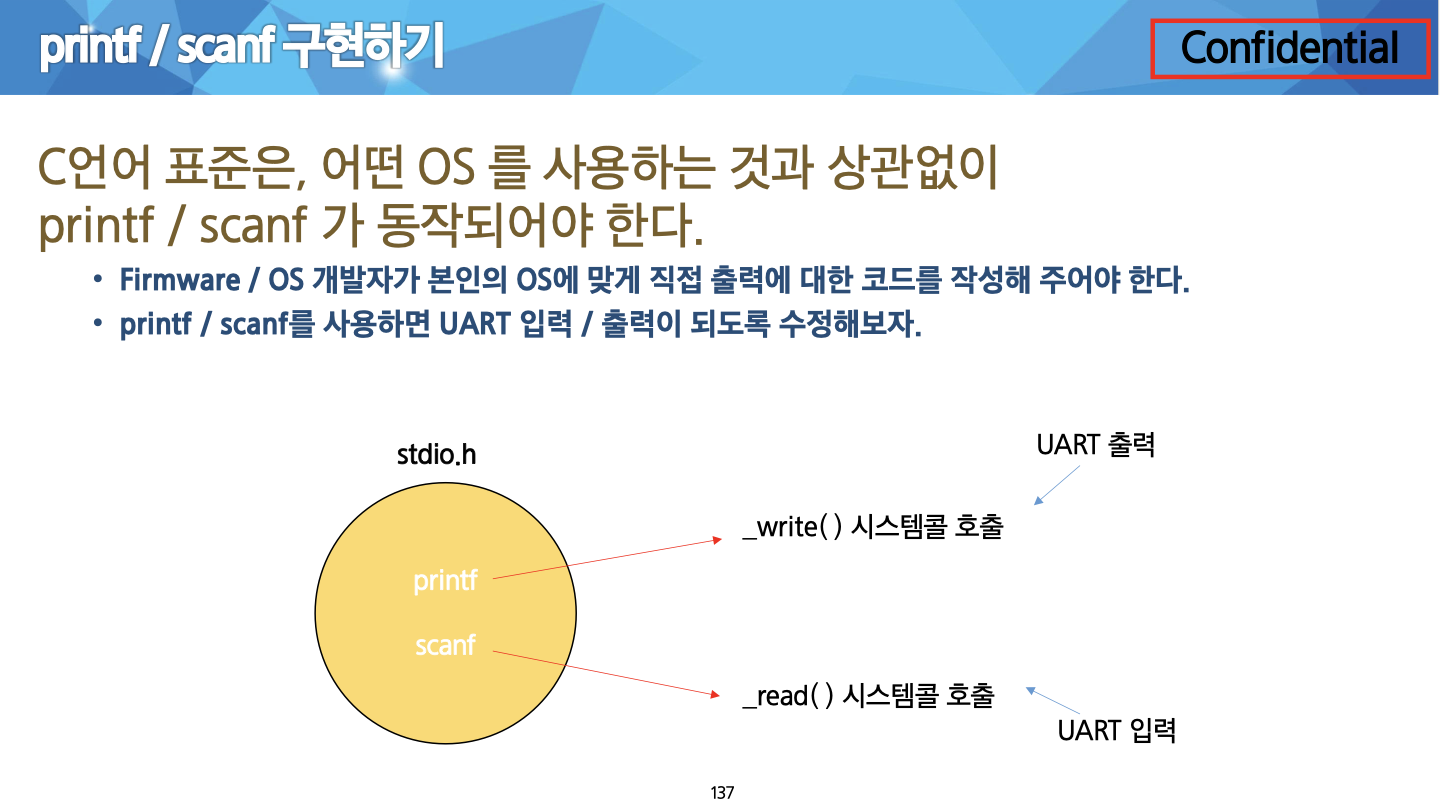 printf / scanf 구현하기
Confidential
C언어 표준은, 어떤 OS 를 사용하는 것과 상관없이
printf / scanf 가 동작되어야 한다.
• Firmware / OS 개발자가 본인의 OS에 맞게 직접 출력에 대한 코드를 작성해 주어야 한다.
• printf / scanf를 사용하면 UART 입력 / 출력이 되도록 수정해보자.
stdio.h
UART 출력
_write( ) 시스템콜 호출
printf
scanf
_read( ) 시스템콜 호출
UART 입력
137